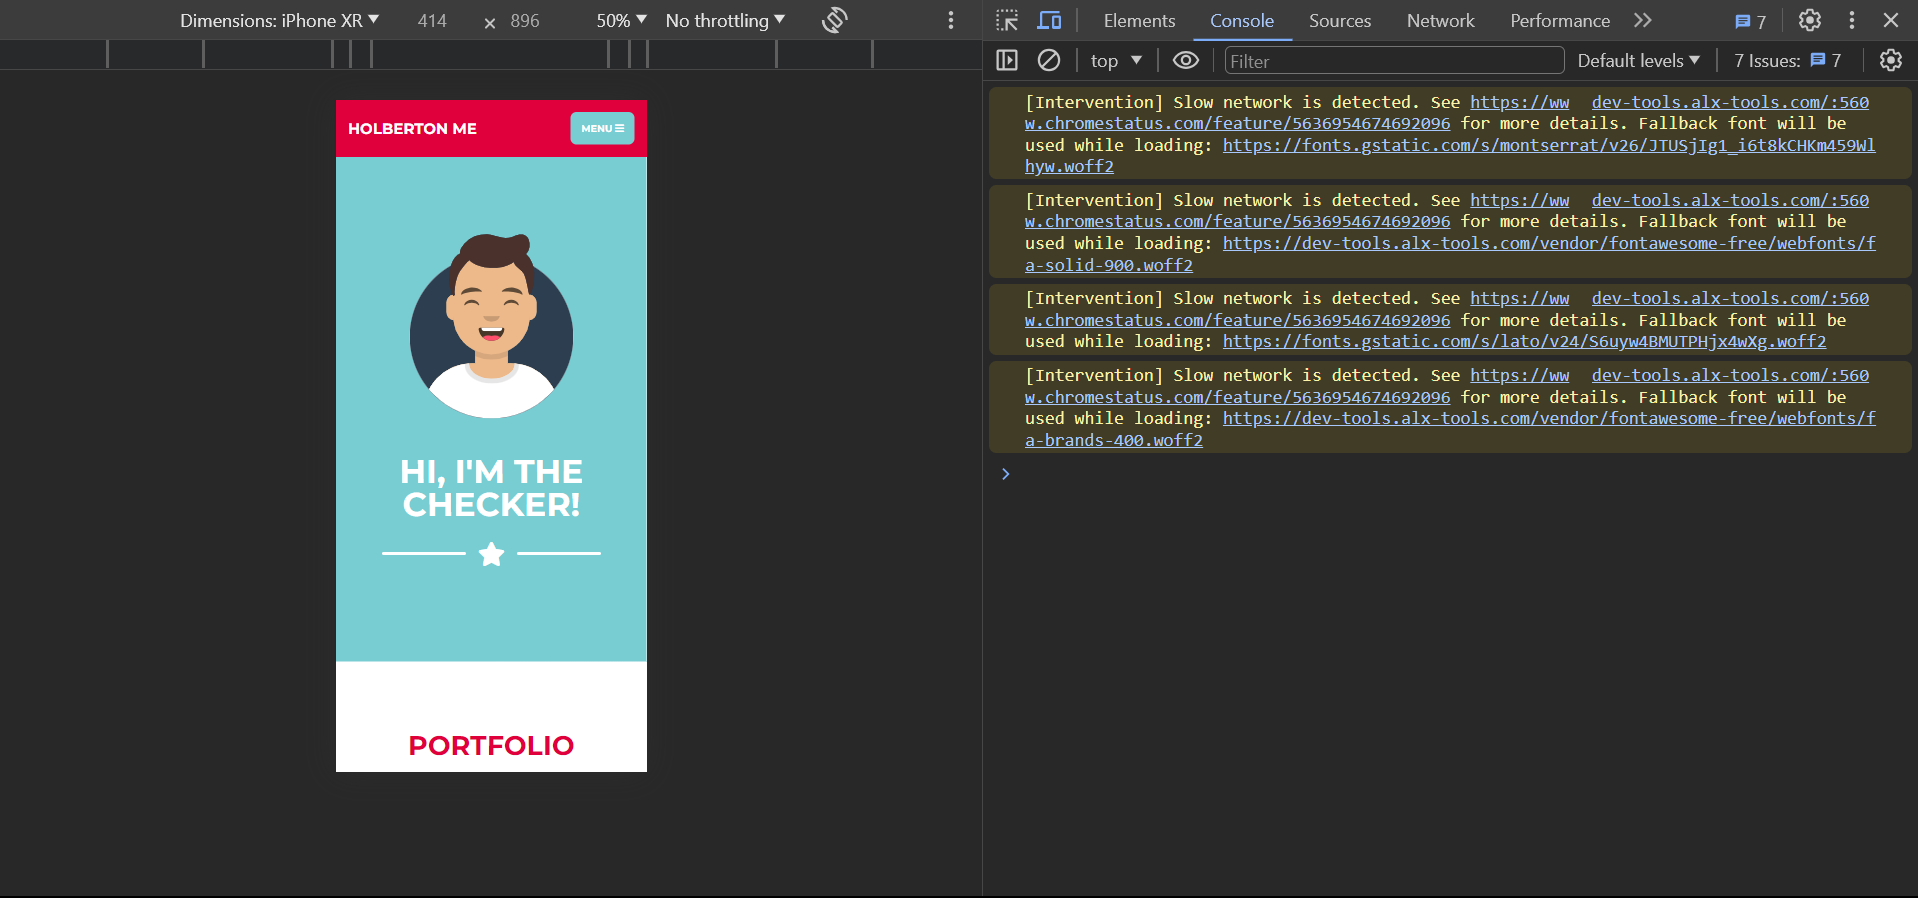 Dimensions: iPhone XR 414 × 896 50% No throttling
Elements Console Sources Network Performance 7
top Filter Default levels 7 Issues: 7
HOLBERTON ME MENU
HI, I'M THE
CHECKER!
PORTFOLIO
[Intervention] Slow network is detected. See https://ww dev-tools.alx-tools.com/:560
w.chromestatus.com/feature/5636954674692096 for more details. Fallback font will be
used while loading: https://fonts.gstatic.com/s/montserrat/v26/JTUSjIg1_i6t8kCHKm459Wl
hyw.woff2
[Intervention] Slow network is detected. See https://ww dev-tools.alx-tools.com/:560
w.chromestatus.com/feature/5636954674692096 for more details. Fallback font will be
used while loading: https://dev-tools.alx-tools.com/vendor/fontawesome-free/webfonts/f
a-solid-900.woff2
[Intervention] Slow network is detected. See https://ww dev-tools.alx-tools.com/:560
w.chromestatus.com/feature/5636954674692096 for more details. Fallback font will be
used while loading: https://fonts.gstatic.com/s/lato/v24/S6uyw4BMUTPHjx4wXg.woff2
[Intervention] Slow network is detected. See https://ww dev-tools.alx-tools.com/:560
w.chromestatus.com/feature/5636954674692096 for more details. Fallback font will be
used while loading: https://dev-tools.alx-tools.com/vendor/fontawesome-free/webfonts/f
a-brands-400.woff2